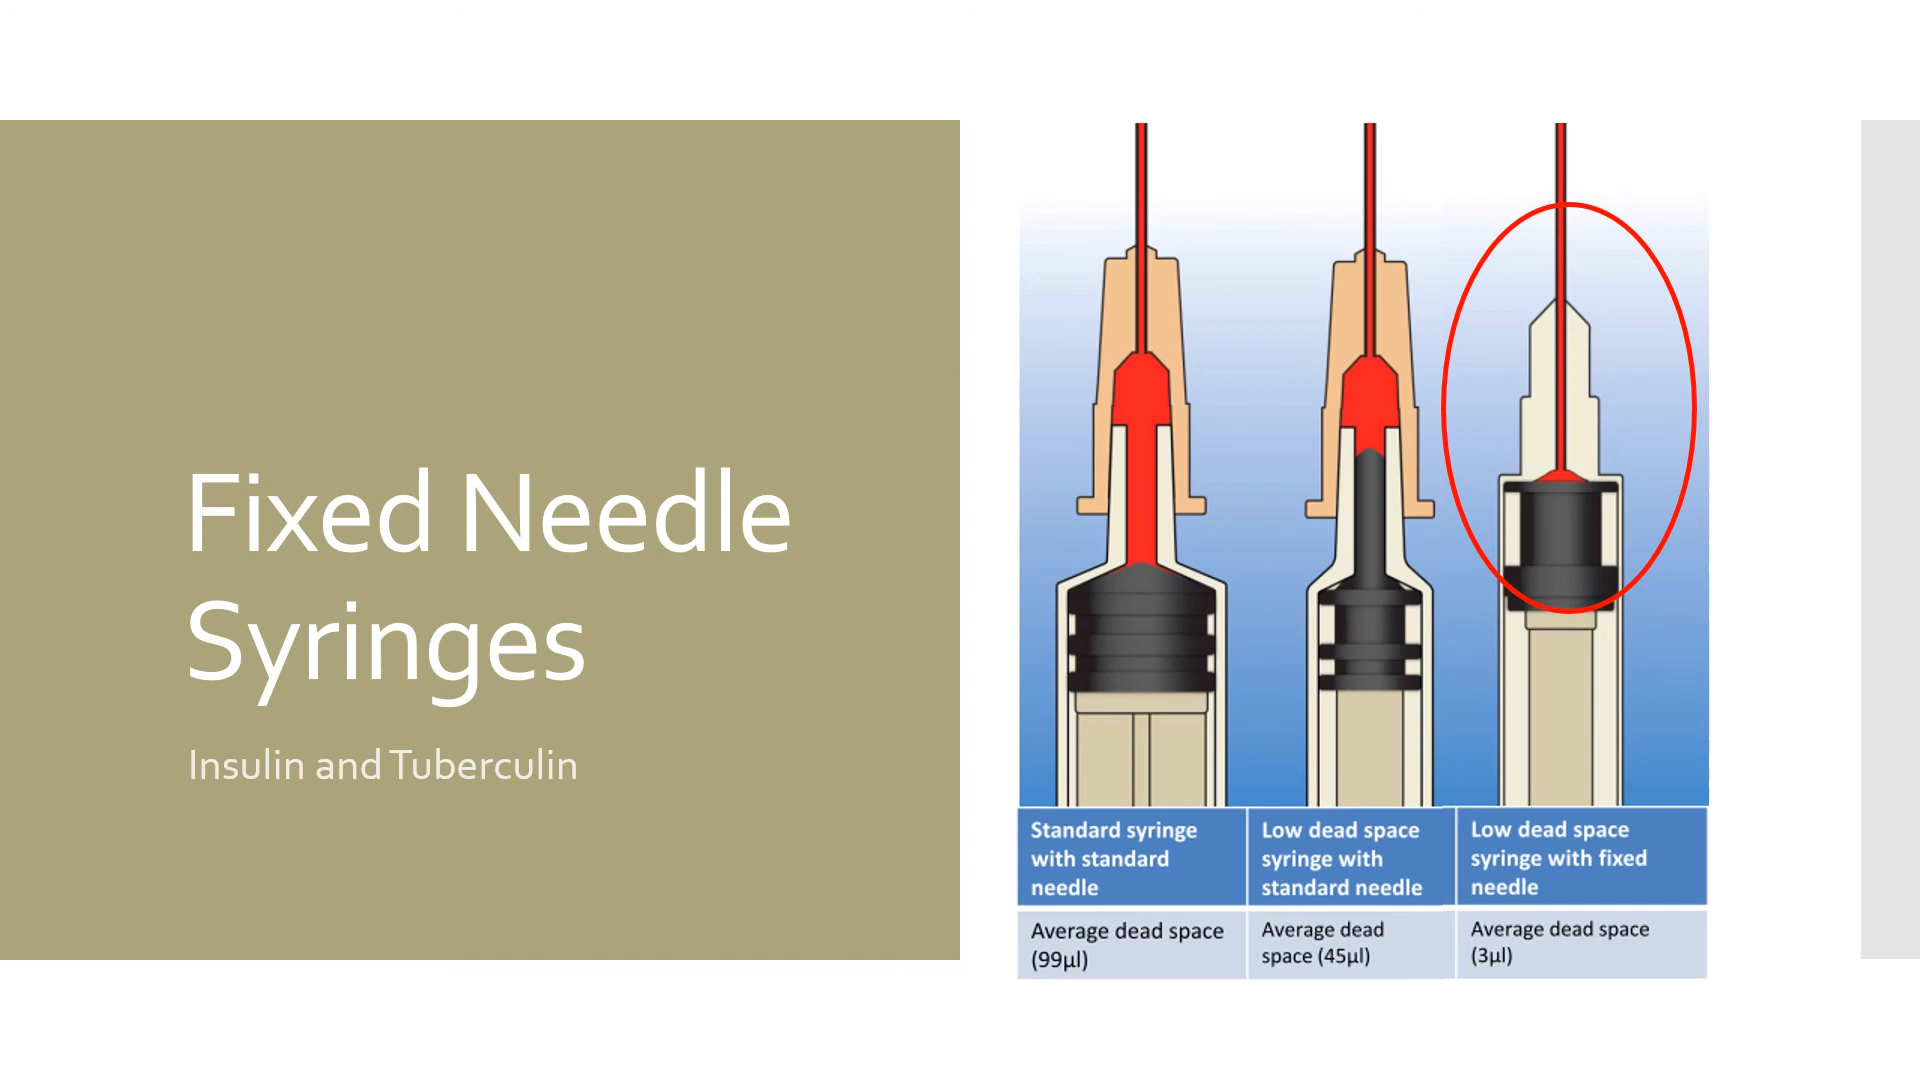 Fixed Needle
Syringes
Insulin and Tuberculin
Standard syringe
with standard
needle
Low dead space
syringe with
standard needle
Low dead space
syringe with fixed
needle
Average dead space
(99μl)
Average dead
space (45μl)
Average dead space
(3μl)